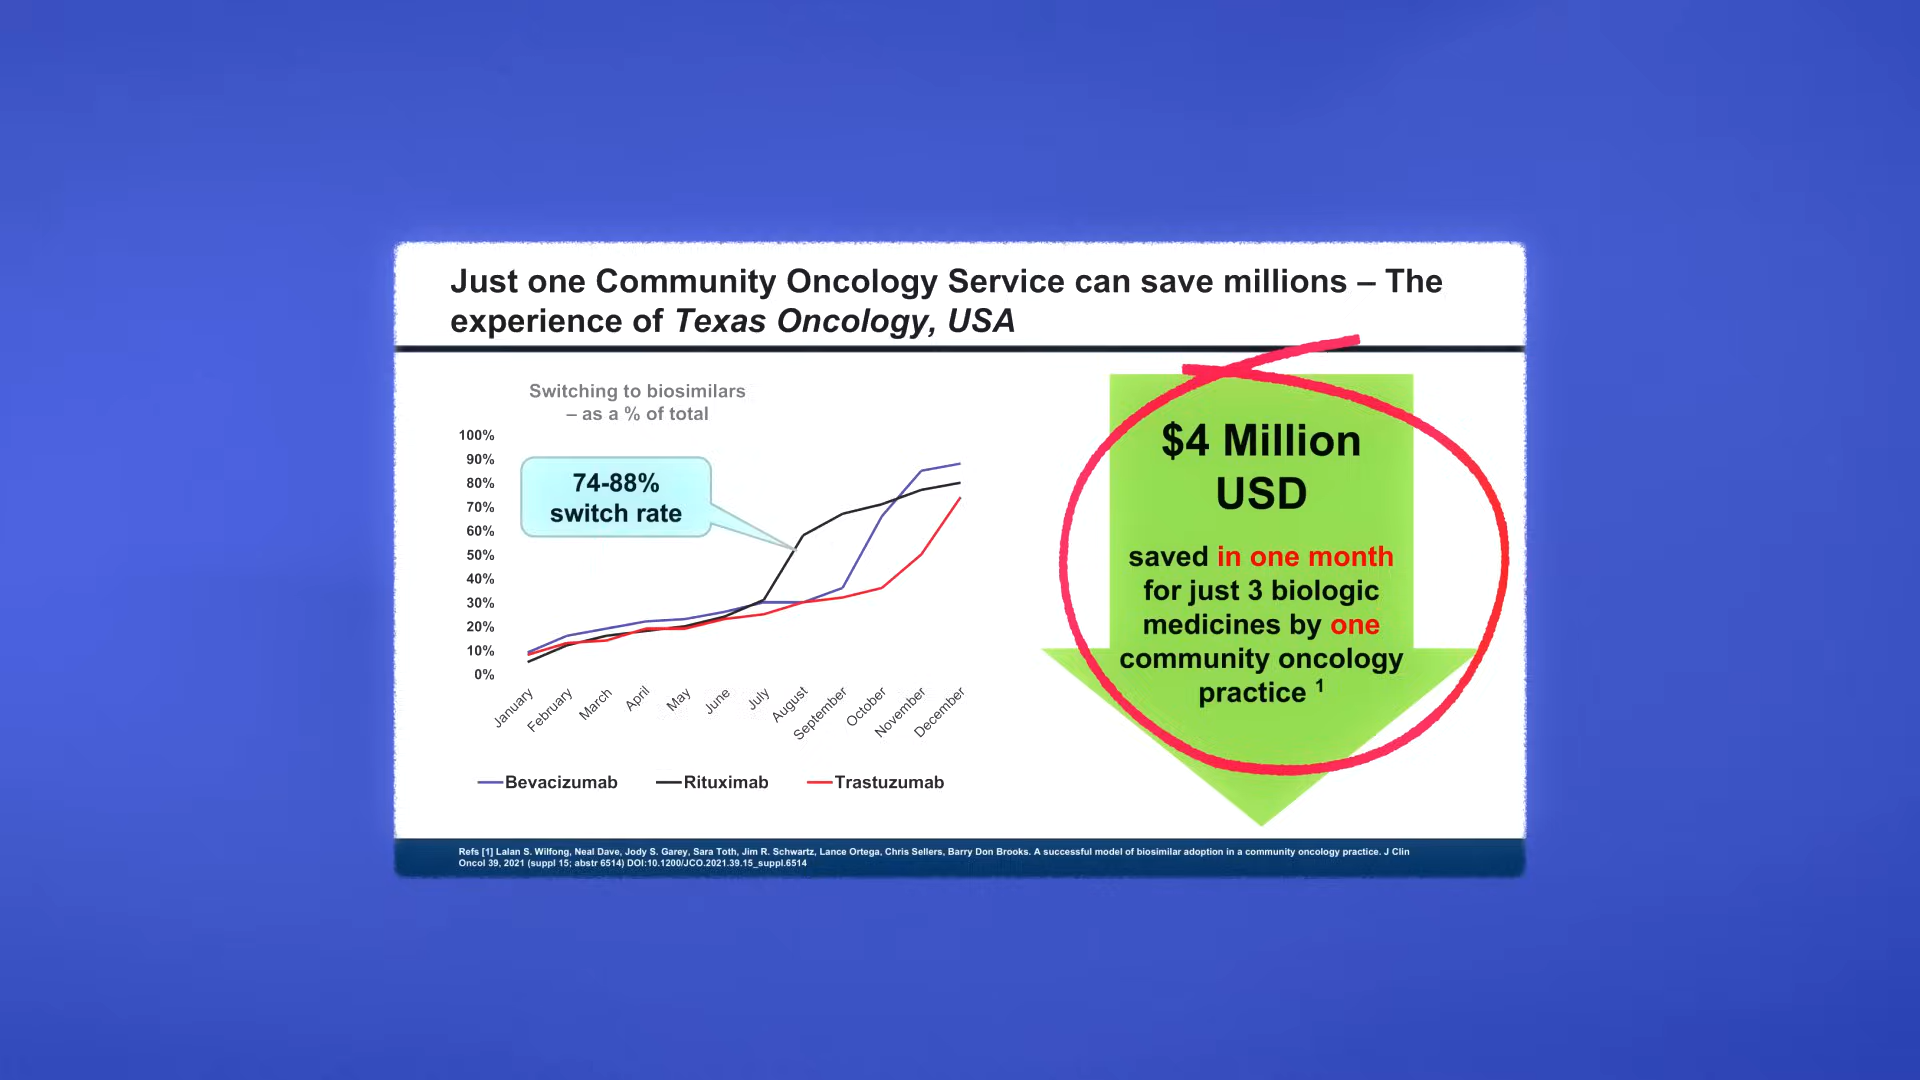 Just one Community Oncology Service can save millions – The
experience of Texas Oncology, USA
Switching to biosimilars
– as a % of total
100%
90%
80%
70%
60%
50%
40%
30%
20%
10%
0%
74-88%
switch rate
January
February
March
April
May
June
July
August
September
October
November
December
Bevacizumab
Rituximab
Trastuzumab
$4 Million
USD
saved in one month
for just 3 biologic
medicines by one
community oncology
practice 1
Refs [1] Lalan S. Wilfong, Neal Dave, Jody S. Garey, Sara Toth, Jim R. Schwartz, Lance Ortega, Chris Sellers, Barry Don Brooks. A successful model of biosimilar adoption in a community oncology practice. J Clin
Oncol 39, 2021 (suppl 15; abstr 6514) DOI:10.1200/JCO.2021.39.15_suppl.6514